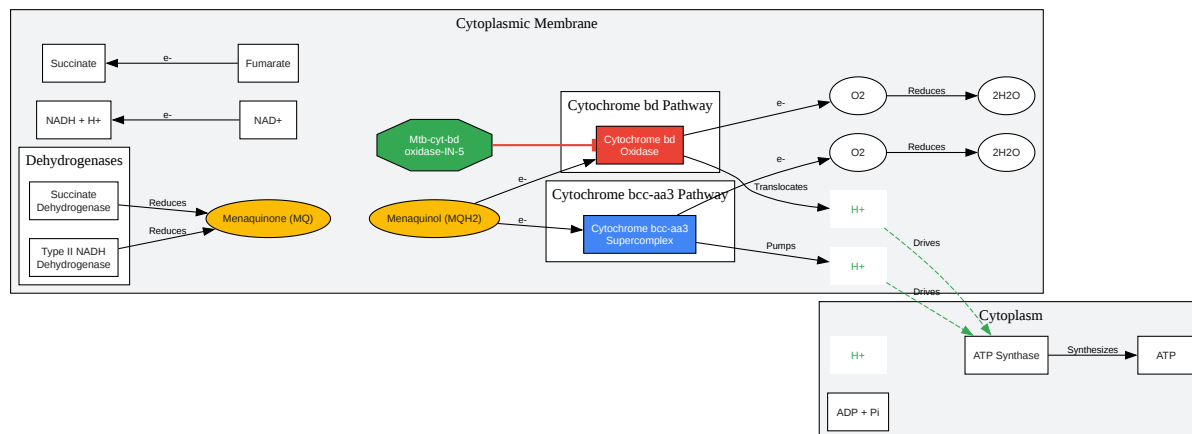 Cytoplasmic Membrane
Succinate
e-
Fumarate
NADH + H+
e-
NAD+
Dehydrogenases
Succinate
Dehydrogenase
Reduces
Type II NADH
Dehydrogenase
Reduces
Menaquinone (MQ)
Mtb-cyt-bd
oxidase-IN-5
Menaquinol (MQH2)
e-
e-
Cytochrome bd Pathway
Cytochrome bd
Oxidase
Cytochrome bcc-aa3 Pathway
Cytochrome bcc-aa3
Supercomplex
e-
O2
Reduces
2H2O
e-
O2
Reduces
2H2O
Translocates
H+
Pumps
H+
Drives
Drives
Cytoplasm
H+
ATP Synthase
Synthesizes
ATP
ADP + Pi